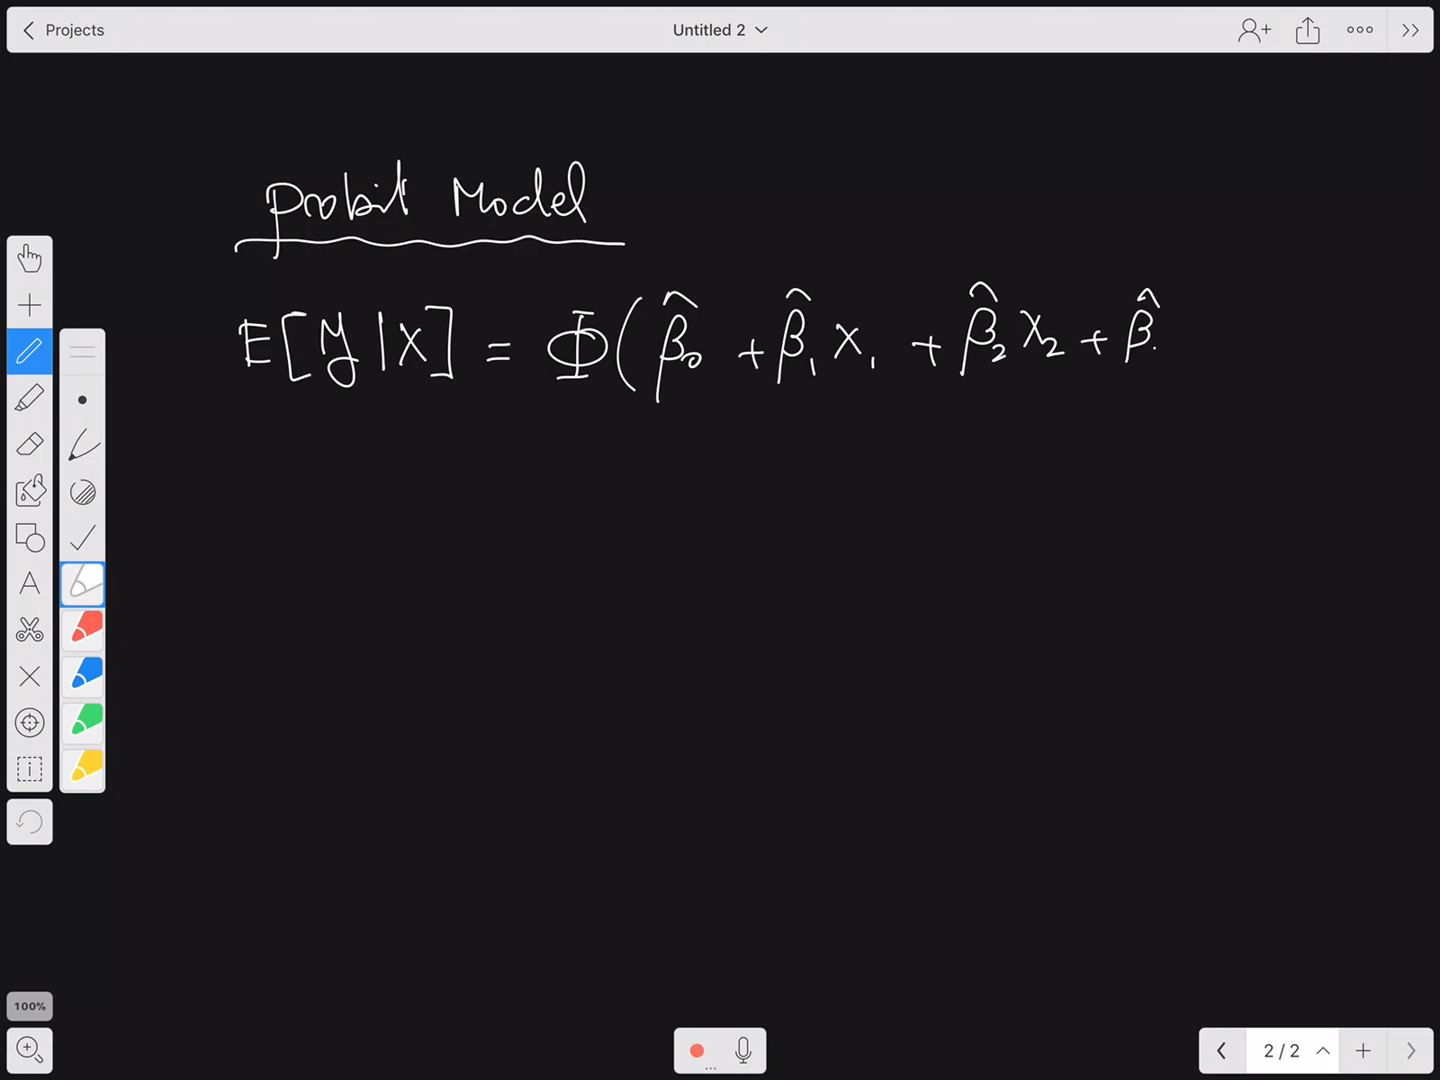 Projects
Untitled 2
Probit Model
E[y|X] = Φ(β̂₀ + β̂₁X₁ + β̂₂X₂ + β̂
A
100%
2 / 2